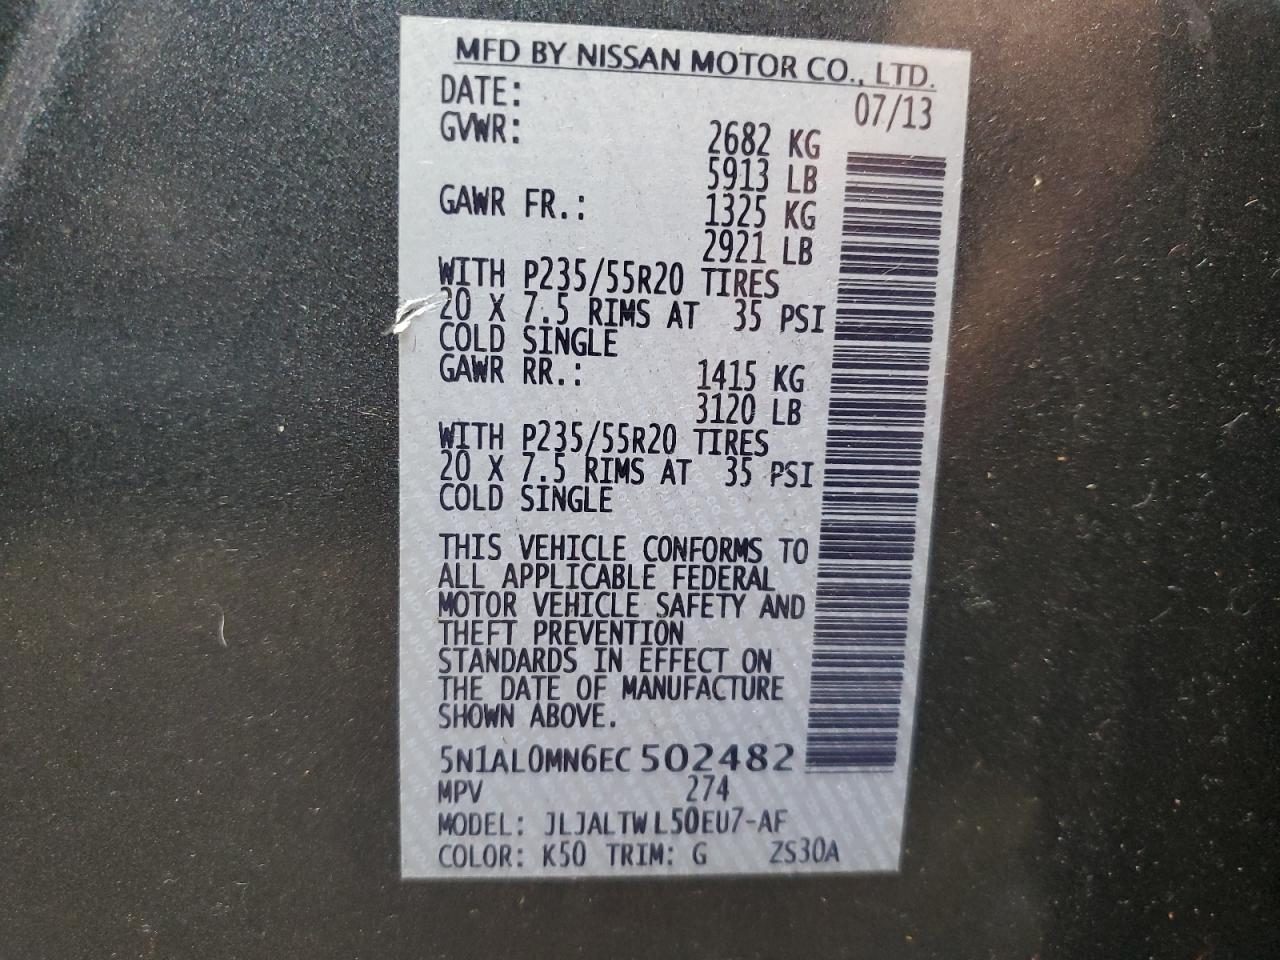 MFD BY NISSAN MOTOR CO., LTD.
DATE: 07/13
GVWR: 2682 KG
5913 LB
GAWR FR.: 1325 KG
2921 LB
WITH P235/55R20 TIRES
20 X 7.5 RIMS AT 35 PSI
COLD SINGLE
GAWR RR.: 1415 KG
3120 LB
WITH P235/55R20 TIRES
20 X 7.5 RIMS AT 35 PSI
COLD SINGLE
THIS VEHICLE CONFORMS TO
ALL APPLICABLE FEDERAL
MOTOR VEHICLE SAFETY AND
THEFT PREVENTION
STANDARDS IN EFFECT ON
THE DATE OF MANUFACTURE
SHOWN ABOVE.
5N1AL0MN6EC502482
MPV 274
MODEL: JLJALTWL50EU7-AF
COLOR: K50 TRIM: G ZS30A